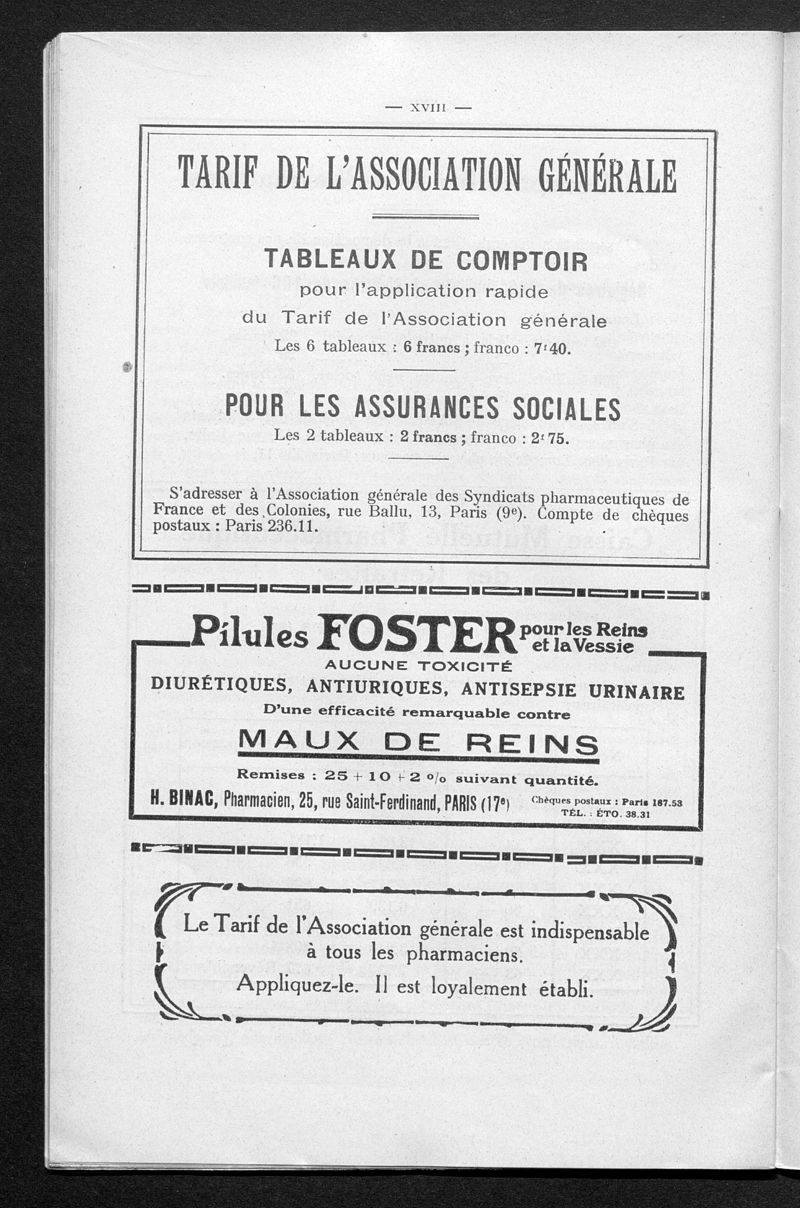 — XVIII —
TARIF DE L'ASSOCIATION GÉNÉRALE
TABLEAUX DE COMPTOIR
pour l'application rapide
du Tarif de l'Association générale
Les 6 tableaux : 6 francs ; franco : 7ᶠ40.
POUR LES ASSURANCES SOCIALES
Les 2 tableaux : 2 francs ; franco : 2ᶠ75.
S'adresser à l'Association générale des Syndicats pharmaceutiques de
France et des Colonies, rue Ballu, 13, Paris (9ᵉ). Compte de chèques
postaux : Paris 236.11.
Pilules FOSTER pour les Reins
et la Vessie
AUCUNE TOXICITÉ
DIURÉTIQUES, ANTIURIQUES, ANTISEPSIE URINAIRE
D'une efficacité remarquable contre
MAUX DE REINS
Remises : 25 + 10 + 2 % suivant quantité.
H. BINAC, Pharmacien, 25, rue Saint-Ferdinand, PARIS (17ᵉ) Chèques postaux : Paris 187.53
TÉL. : ÉTO. 38.31
Le Tarif de l'Association générale est indispensable
à tous les pharmaciens.
Appliquez-le. Il est loyalement établi.